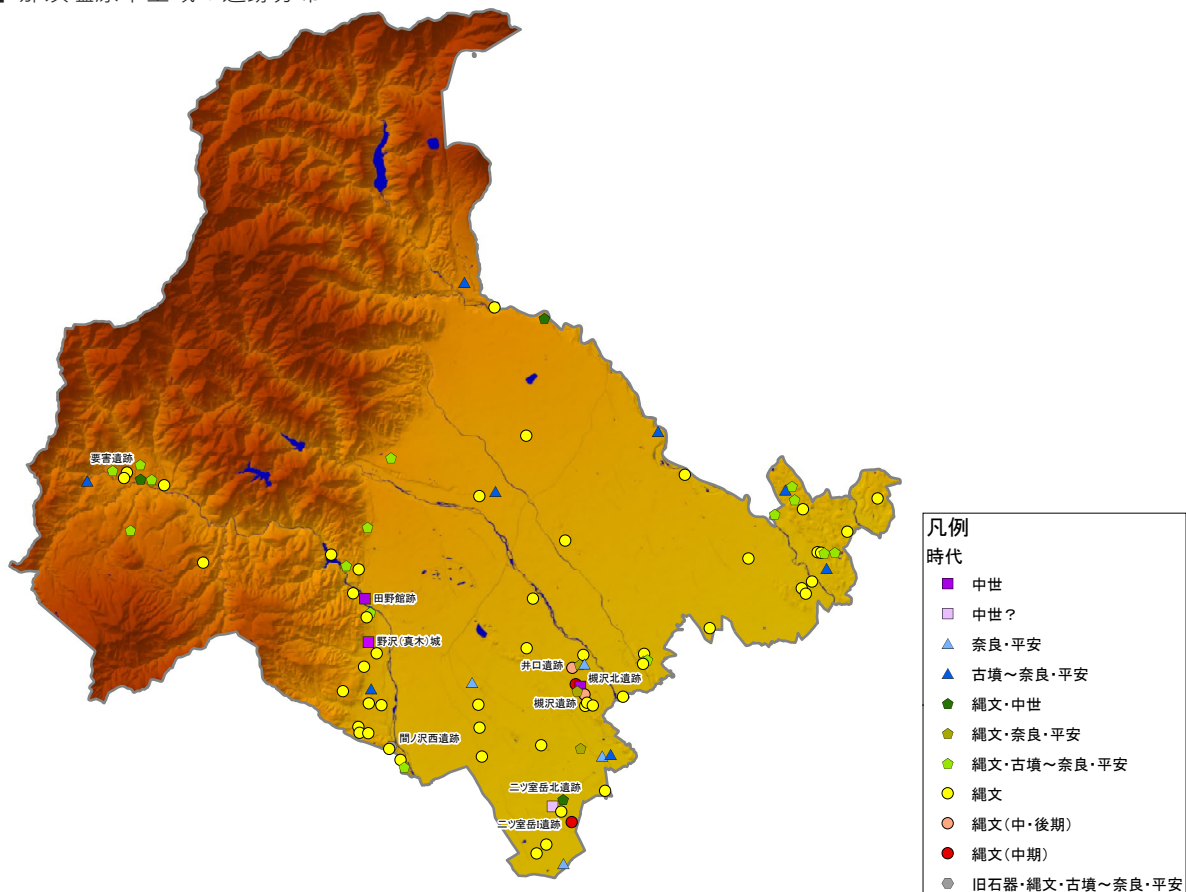 要害遺跡
田野館跡
野沢(真木)城
井口遺跡
槻沢北遺跡
槻沢遺跡
間ノ沢西遺跡
二ツ室岳北遺跡
二ツ室岳I遺跡
凡例
時代
中世
中世?
奈良・平安
古墳~奈良・平安
縄文・中世
縄文・奈良・平安
縄文・古墳~奈良・平安
縄文
縄文(中・後期)
縄文(中期)
旧石器・縄文・古墳~奈良・平安